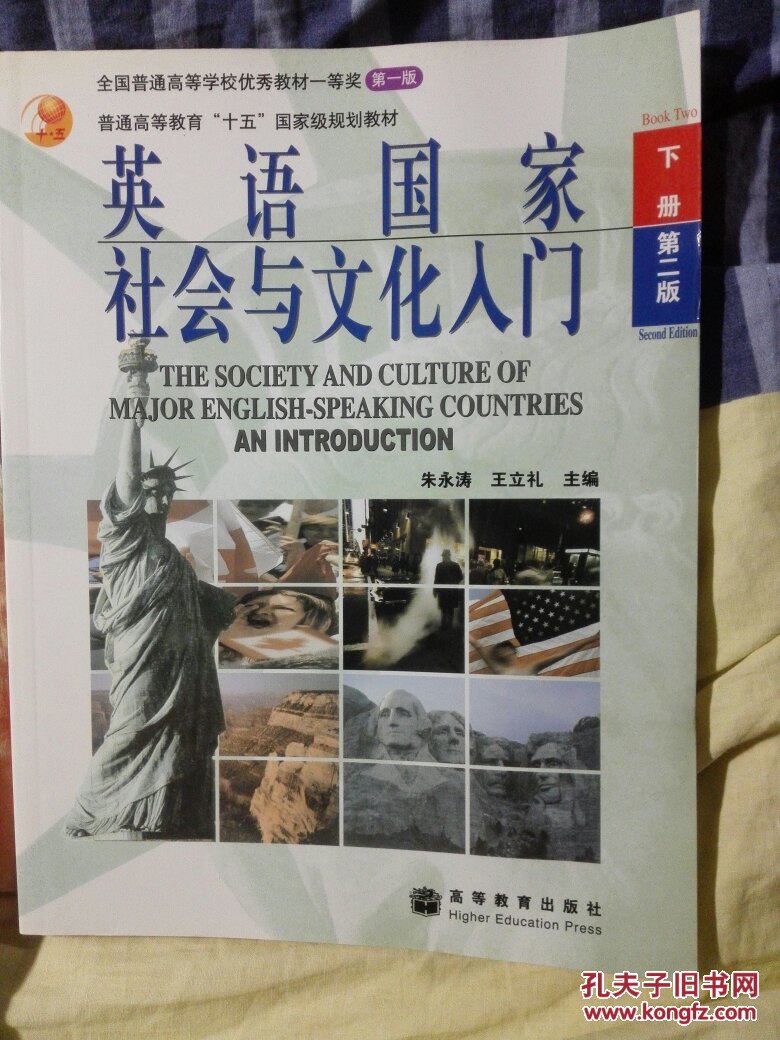 全国普通高等学校优秀教材一等奖 第一版
普通高等教育“十五”国家级规划教材
十·五
Book Two
下册
第二版
Second Edition
英语国家
社会与文化入门
THE SOCIETY AND CULTURE OF
MAJOR ENGLISH-SPEAKING COUNTRIES
AN INTRODUCTION
朱永涛 王立礼 主编
高等教育出版社
Higher Education Press
孔夫子旧书网
www.kongfz.com